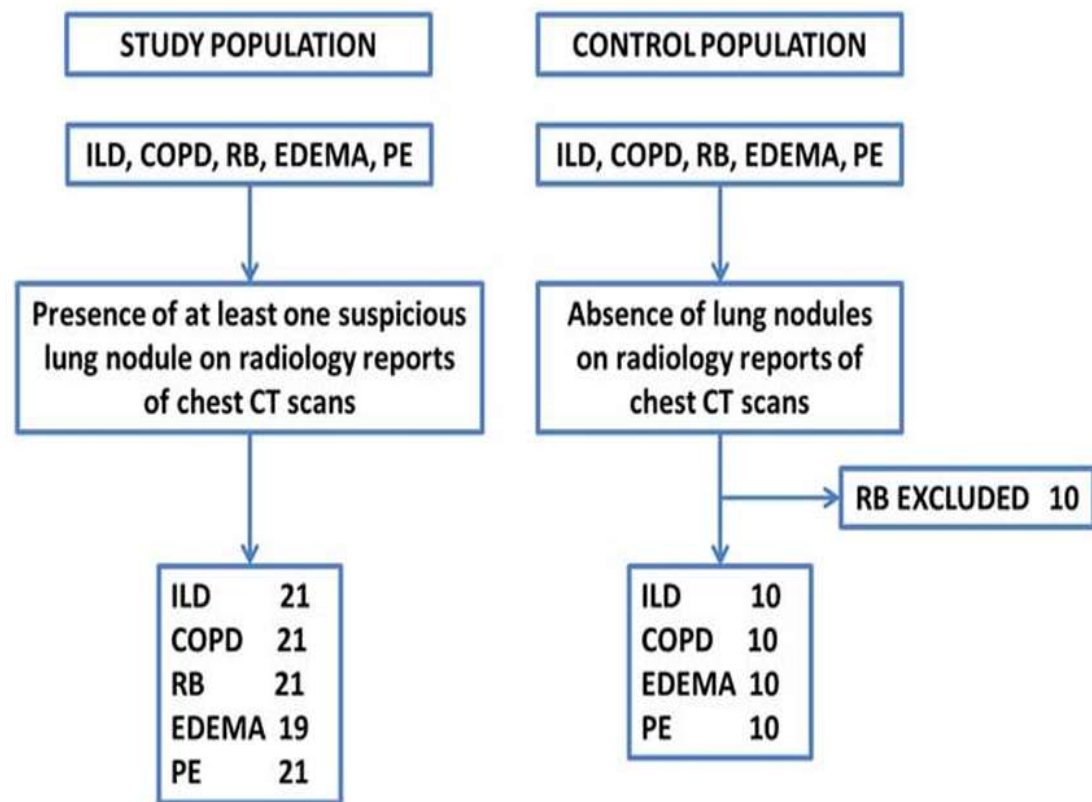 STUDY POPULATION
ILD, COPD, RB, EDEMA, PE
Presence of at least one suspicious
lung nodule on radiology reports
of chest CT scans
ILD 21
COPD 21
RB 21
EDEMA 19
PE 21
CONTROL POPULATION
ILD, COPD, RB, EDEMA, PE
Absence of lung nodules
on radiology reports of
chest CT scans
RB EXCLUDED 10
ILD 10
COPD 10
EDEMA 10
PE 10